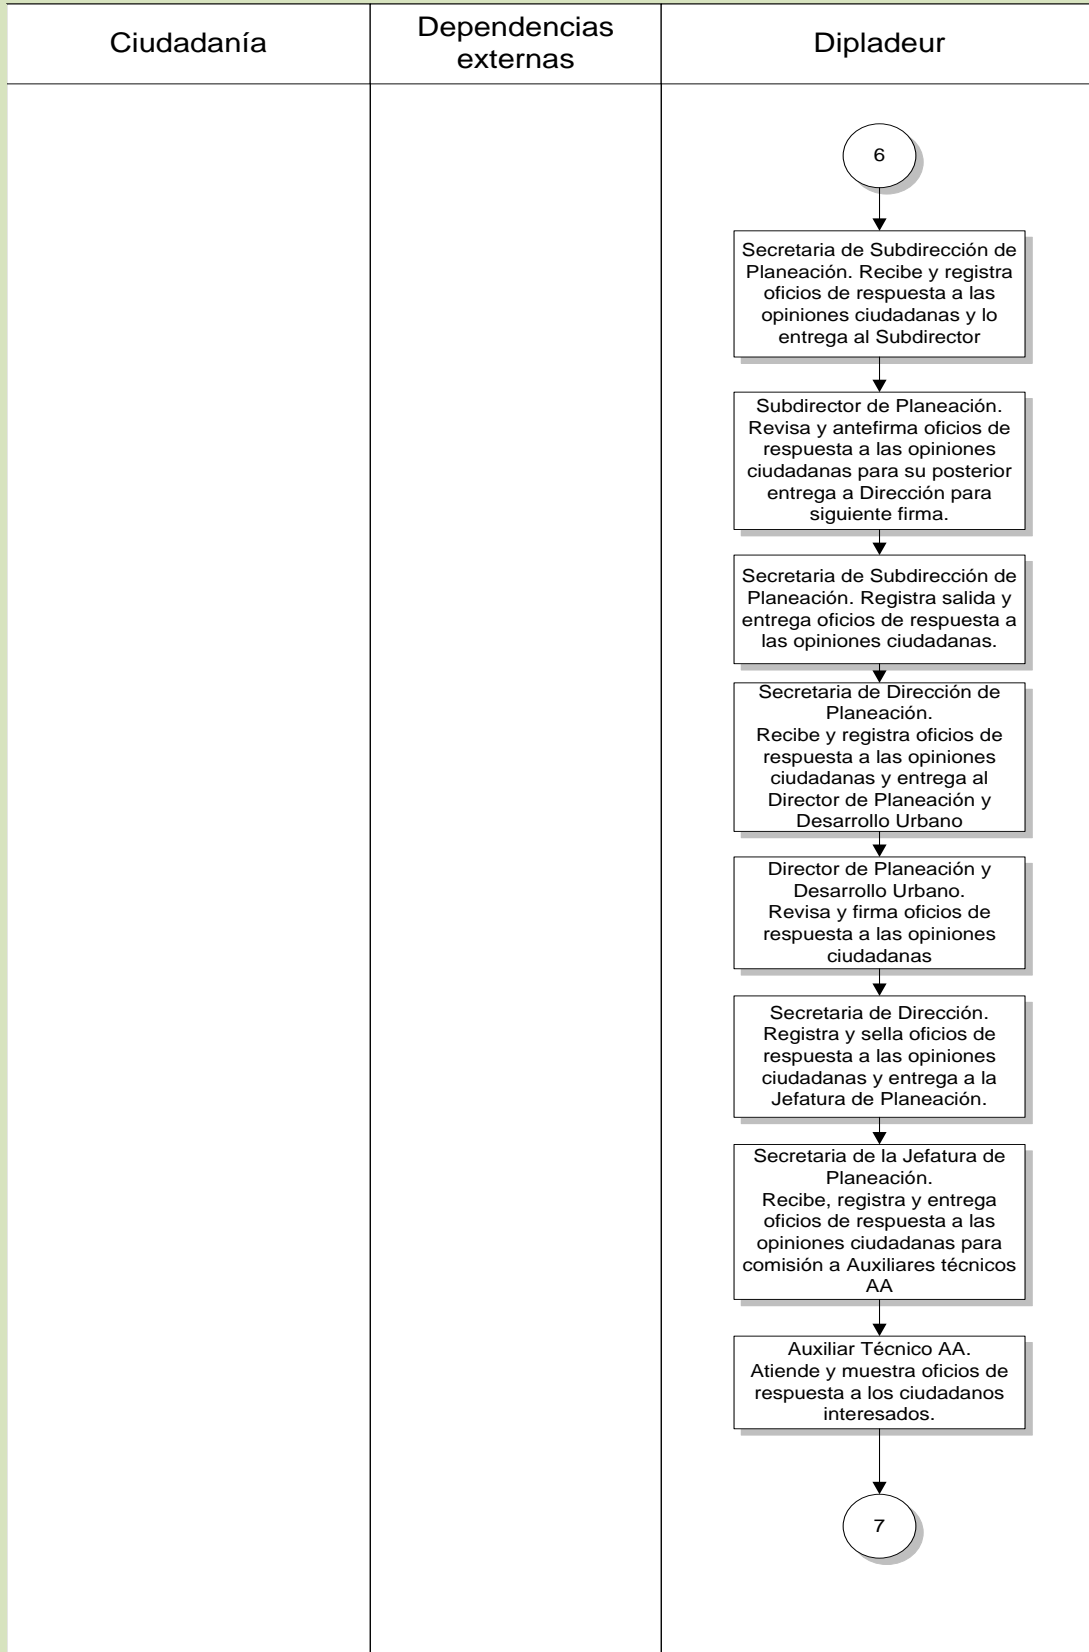 Ciudadanía
Dependencias
externas
Dipladeur
6
Secretaria de Subdirección de
Planeación. Recibe y registra
oficios de respuesta a las
opiniones ciudadanas y lo
entrega al Subdirector
Subdirector de Planeación.
Revisa y antefirma oficios de
respuesta a las opiniones
ciudadanas para su posterior
entrega a Dirección para
siguiente firma.
Secretaria de Subdirección de
Planeación. Registra salida y
entrega oficios de respuesta a
las opiniones ciudadanas.
Secretaria de Dirección de
Planeación.
Recibe y registra oficios de
respuesta a las opiniones
ciudadanas y entrega al
Director de Planeación y
Desarrollo Urbano
Director de Planeación y
Desarrollo Urbano.
Revisa y firma oficios de
respuesta a las opiniones
ciudadanas
Secretaria de Dirección.
Registra y sella oficios de
respuesta a las opiniones
ciudadanas y entrega a la
Jefatura de Planeación.
Secretaria de la Jefatura de
Planeación.
Recibe, registra y entrega
oficios de respuesta a las
opiniones ciudadanas para
comisión a Auxiliares técnicos
AA
Auxiliar Técnico AA.
Atiende y muestra oficios de
respuesta a los ciudadanos
interesados.
7